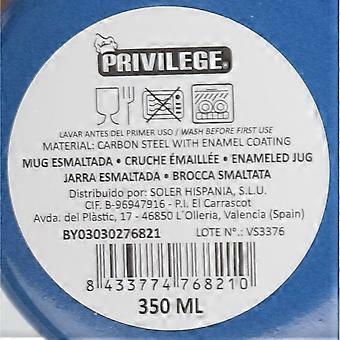 PRIVILEGE®
LAVAR ANTES DEL PRIMER USO / WASH BEFORE FIRST USE
MATERIAL: CARBON STEEL WITH ENAMEL COATING
MUG ESMALTADA • CRUCHE ÉMAILLÉE • ENAMELED JUG
JARRA ESMALTADA • BROCCA SMALTATA
Distribuido por: SOLER HISPANIA, S.L.U.
CIF. B-96947916 - P.I. El Carrascot
Avda. del Plàstic, 17 - 46850 L'Olleria, Valencia (Spain)
BY03030276821 LOTE N°.: VS3376
8 433774 768210
350 ML